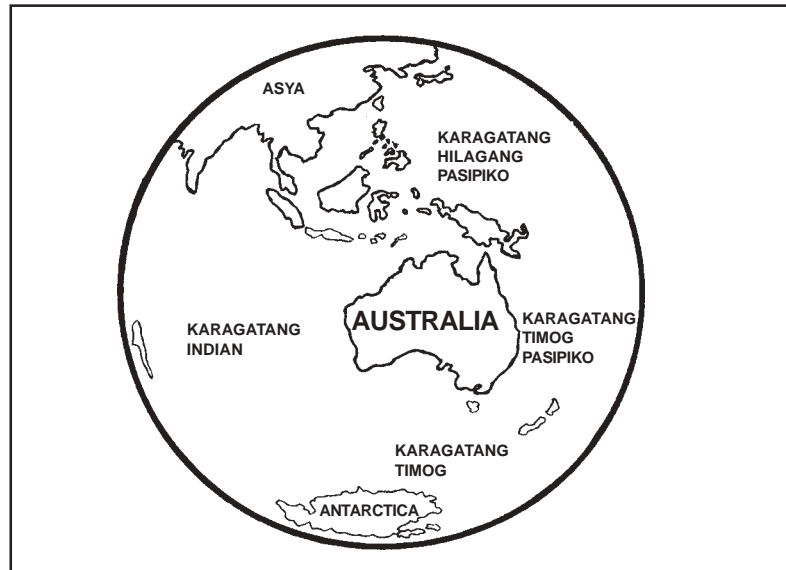 ASYA
KARAGATANG
HILAGANG
PASIPIKO
KARAGATANG
INDIAN
AUSTRALIA
KARAGATANG
TIMOG
PASIPIKO
KARAGATANG
TIMOG
ANTARCTICA